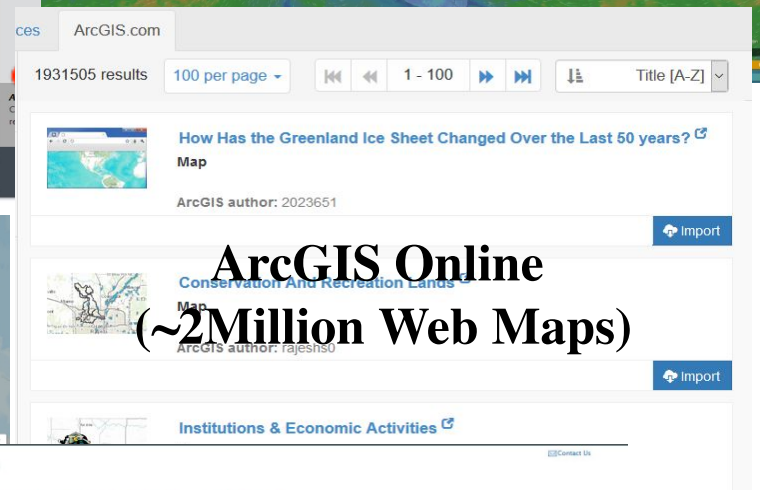 ces ArcGIS.com
1931505 results 100 per page 1 - 100 Title [A-Z]
How Has the Greenland Ice Sheet Changed Over the Last 50 years?
Map
ArcGIS author: 2023651
Import
ArcGIS Online
Conservation And Recreation Lands
Map
(~2Million Web Maps)
ArcGIS author: rajeshs0
Import
Institutions & Economic Activities
Contact Us